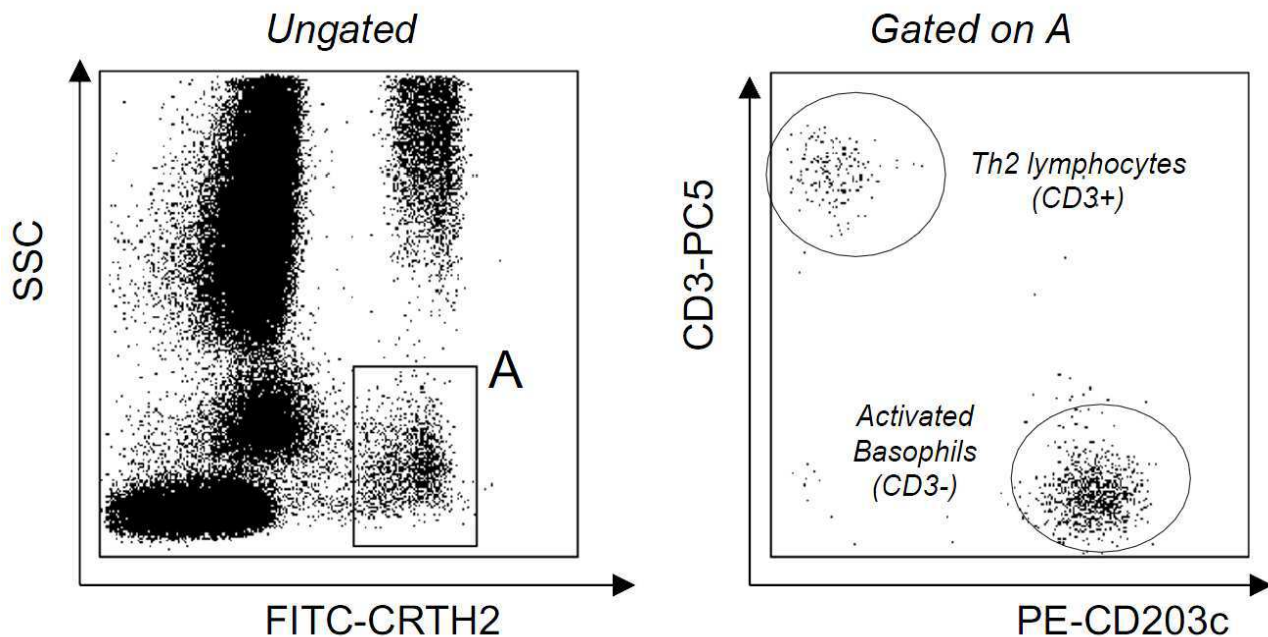 Ungated
SSC
A
FITC-CRTH2
Gated on A
CD3-PC5
Th2 lymphocytes
(CD3+)
Activated
Basophils
(CD3-)
PE-CD203c